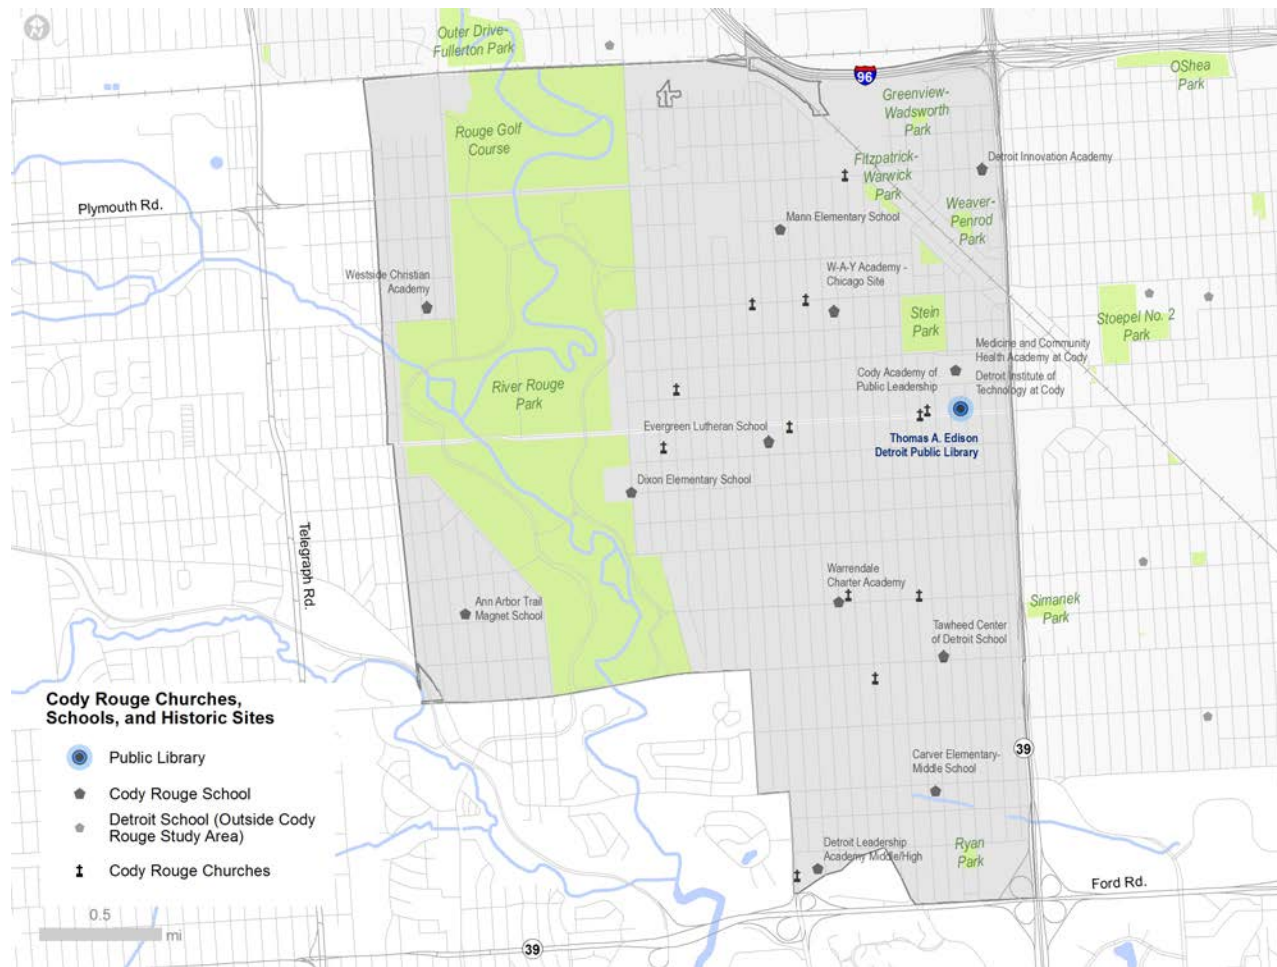 Outer Drive-
Fullerton Park
96
OShea
Park
Greenview-
Wadsworth
Park
Rouge Golf
Course
Fitzpatrick-
Warwick
Park
Detroit Innovation Academy
Plymouth Rd.
Weaver-
Penrod
Park
Mann Elementary School
Westside Christian
Academy
W-A-Y Academy -
Chicago Site
Stein
Park
Stoepel No. 2
Park
Medicine and Community
Health Academy at Cody
Cody Academy of
Public Leadership
Detroit Institute of
Technology at Cody
River Rouge
Park
Evergreen Lutheran School
Thomas A. Edison
Detroit Public Library
Dixon Elementary School
Telegraph Rd.
Warrendale
Charter Academy
Ann Arbor Trail
Magnet School
Simanek
Park
Tawheed Center
of Detroit School
Cody Rouge Churches,
Schools, and Historic Sites
Public Library
Cody Rouge School
Detroit School (Outside Cody
Rouge Study Area)
Cody Rouge Churches
39
Carver Elementary-
Middle School
Detroit Leadership
Academy Middle/High
Ryan
Park
Ford Rd.
0.5
mi
39